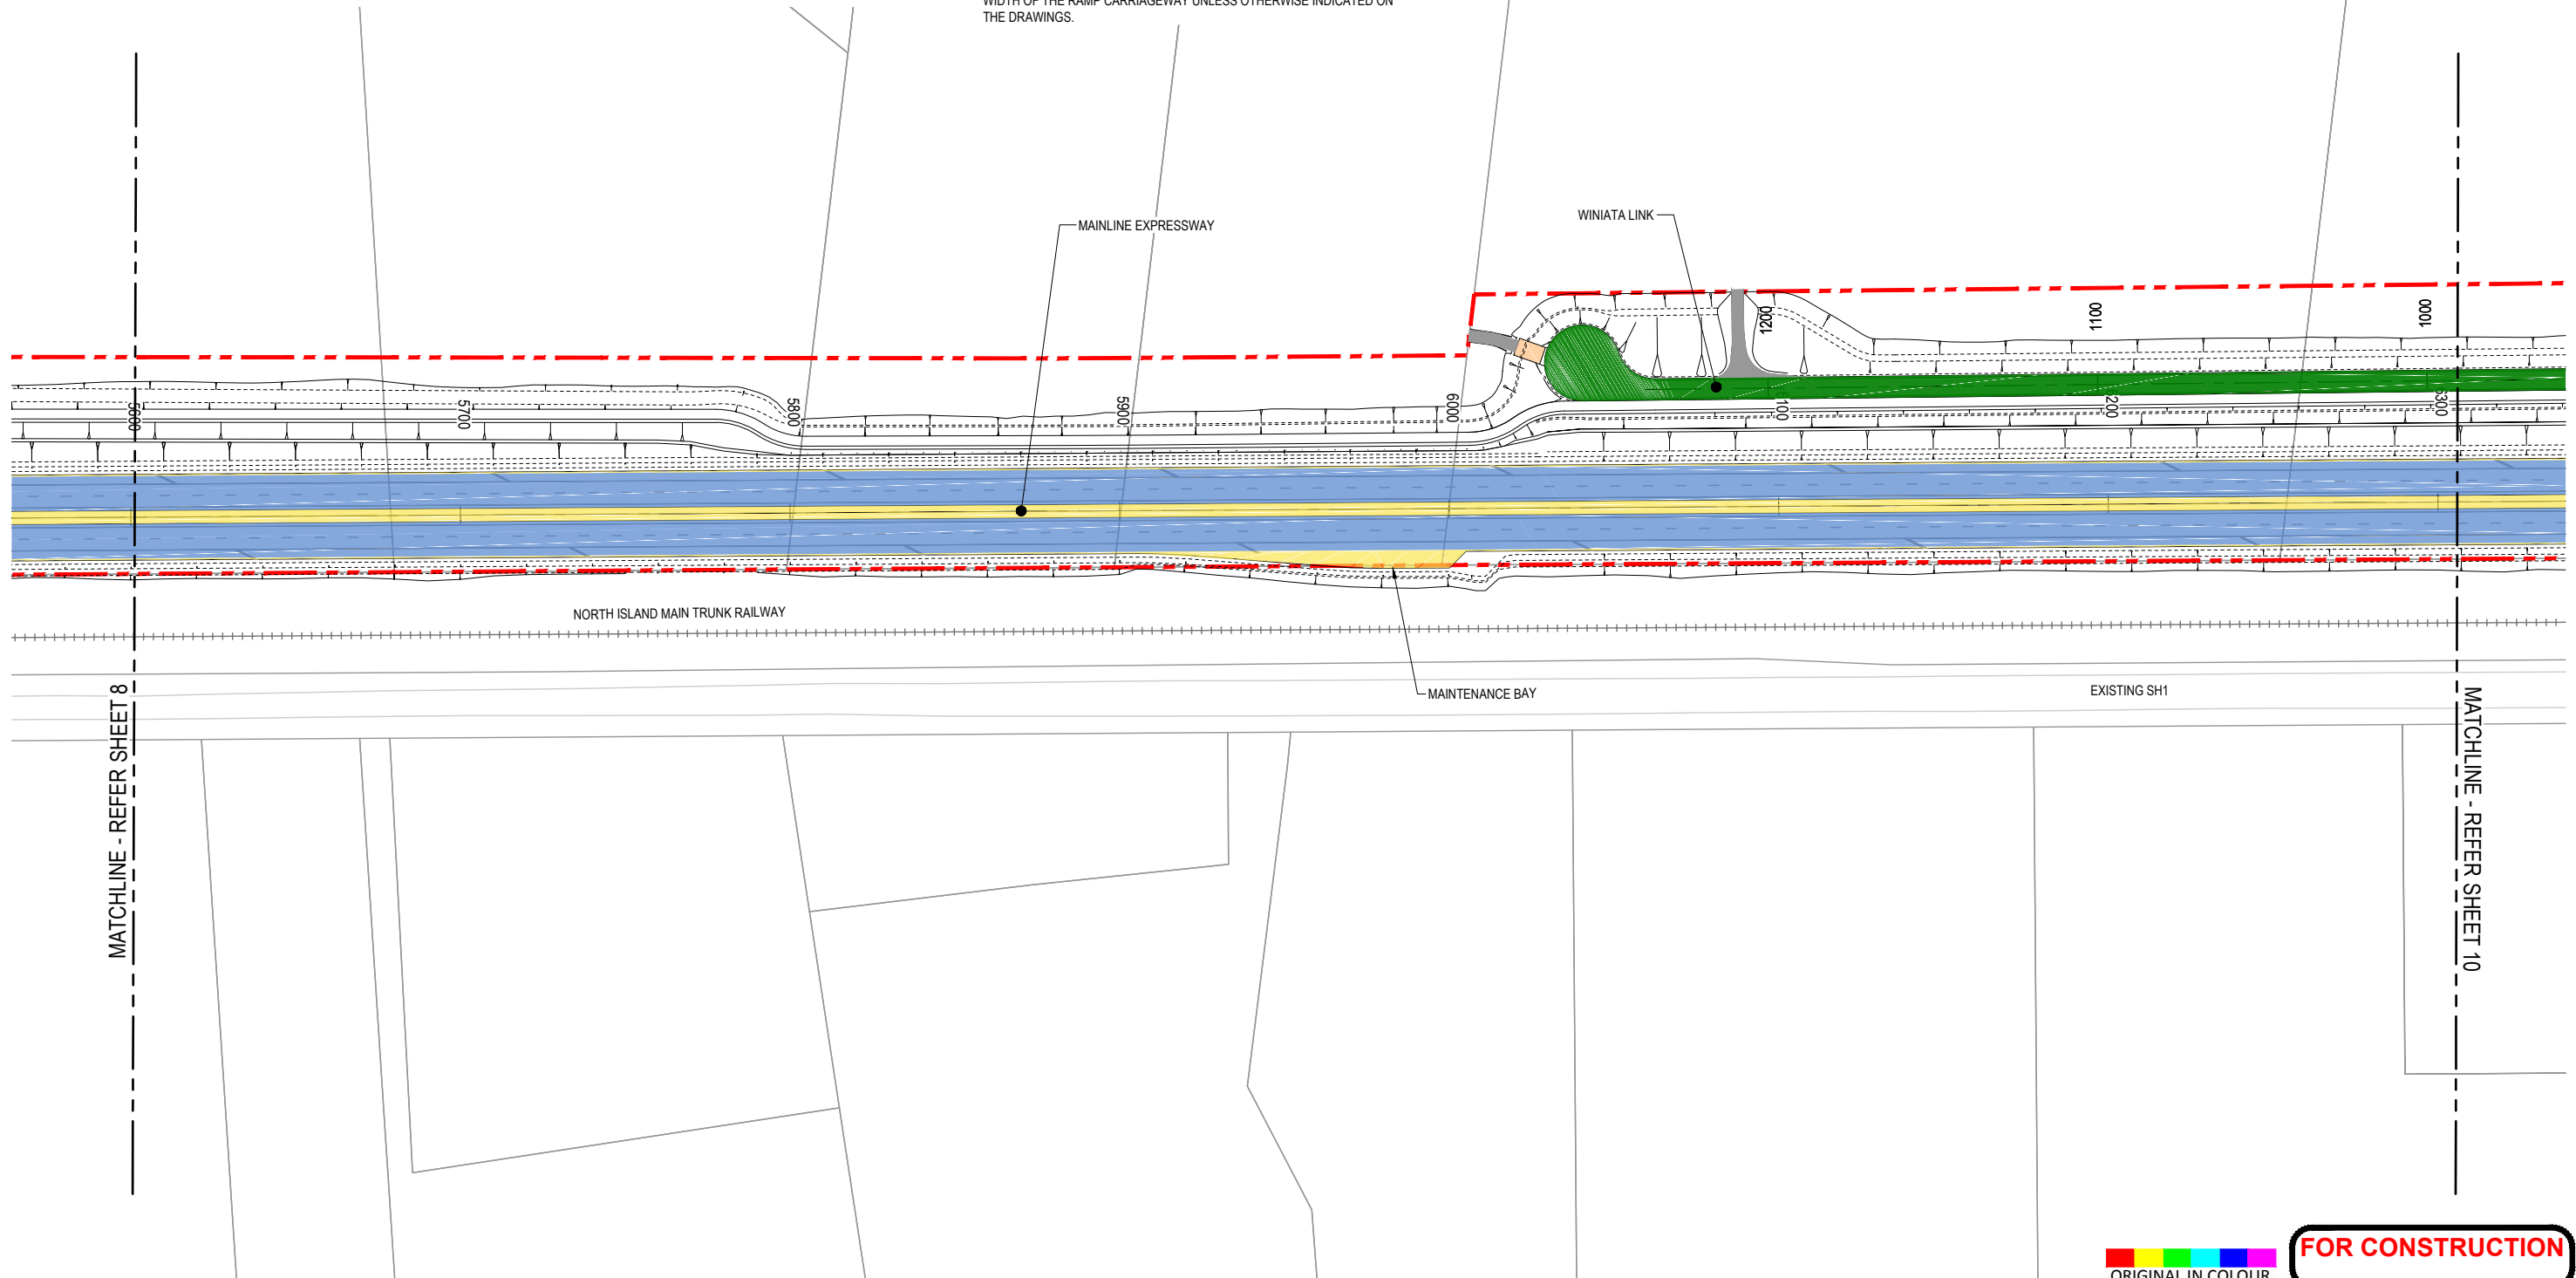 WIDTH OF THE RAMP CARRIAGEWAY UNLESS OTHERWISE INDICATED ON
THE DRAWINGS.
MAINLINE EXPRESSWAY
WINIATA LINK
1200
1100
1000
5600
5700
5800
5900
6000
100
200
300
NORTH ISLAND MAIN TRUNK RAILWAY
MAINTENANCE BAY
EXISTING SH1
MATCHLINE - REFER SHEET 8
MATCHLINE - REFER SHEET 10
FOR CONSTRUCTION
ORIGINAL IN COLOUR